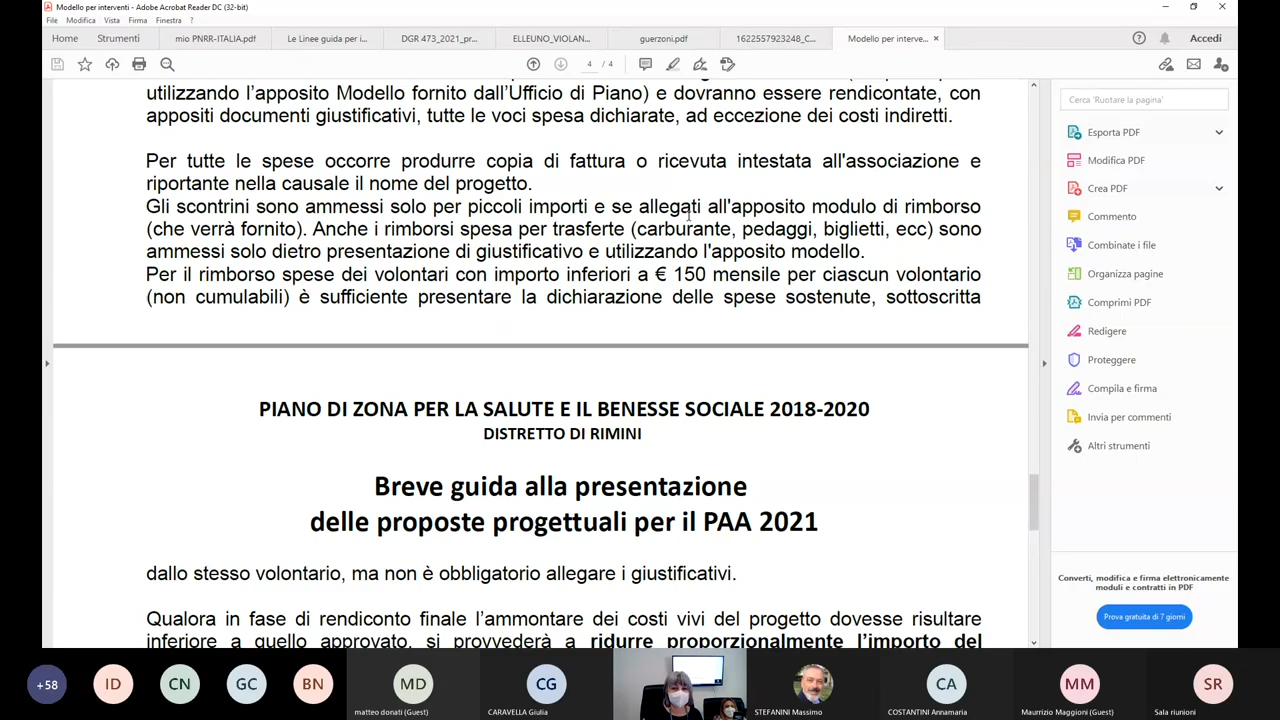 Modello per interventi - Adobe Acrobat Reader DC (32-bit)
File Modifica Vista Firma Finestra ?
Home Strumenti mio PNRR-ITALIA.pdf Le Linee guida per i... DGR 473_2021_pr... ELLEUNO_VIOLAN... guerzoni.pdf 1622557923248_C... Modello per interve... × Accedi
4 / 4
utilizzando l'apposito Modello fornito dall'Ufficio di Piano) e dovranno essere rendicontate, con
appositi documenti giustificativi, tutte le voci spesa dichiarate, ad eccezione dei costi indiretti.
Per tutte le spese occorre produrre copia di fattura o ricevuta intestata all'associazione e
riportante nella causale il nome del progetto.
Gli scontrini sono ammessi solo per piccoli importi e se allegati all'apposito modulo di rimborso
(che verrà fornito). Anche i rimborsi spesa per trasferte (carburante, pedaggi, biglietti, ecc) sono
ammessi solo dietro presentazione di giustificativo e utilizzando l'apposito modello.
Per il rimborso spese dei volontari con importo inferiori a € 150 mensile per ciascun volontario
(non cumulabili) è sufficiente presentare la dichiarazione delle spese sostenute, sottoscritta
PIANO DI ZONA PER LA SALUTE E IL BENESSE SOCIALE 2018-2020
DISTRETTO DI RIMINI
Breve guida alla presentazione
delle proposte progettuali per il PAA 2021
dallo stesso volontario, ma non è obbligatorio allegare i giustificativi.
Qualora in fase di rendiconto finale l'ammontare dei costi vivi del progetto dovesse risultare
inferiore a quello approvato, si provvederà a ridurre proporzionalmente l'importo del
Cerca 'Ruotare la pagina'
Esporta PDF
Modifica PDF
Crea PDF
Commento
Combinate i file
Organizza pagine
Comprimi PDF
Redigere
Proteggere
Compila e firma
Invia per commenti
Altri strumenti
Converti, modifica e firma elettronicamente
moduli e contratti in PDF
Prova gratuita di 7 giorni
+58 ID CN GC BN MD CG CA MM SR
matteo donati (Guest) CARAVELLA Giulia STEFANINI Massimo COSTANTINI Annamaria Maurizio Maggioni (Guest) Sala riunioni